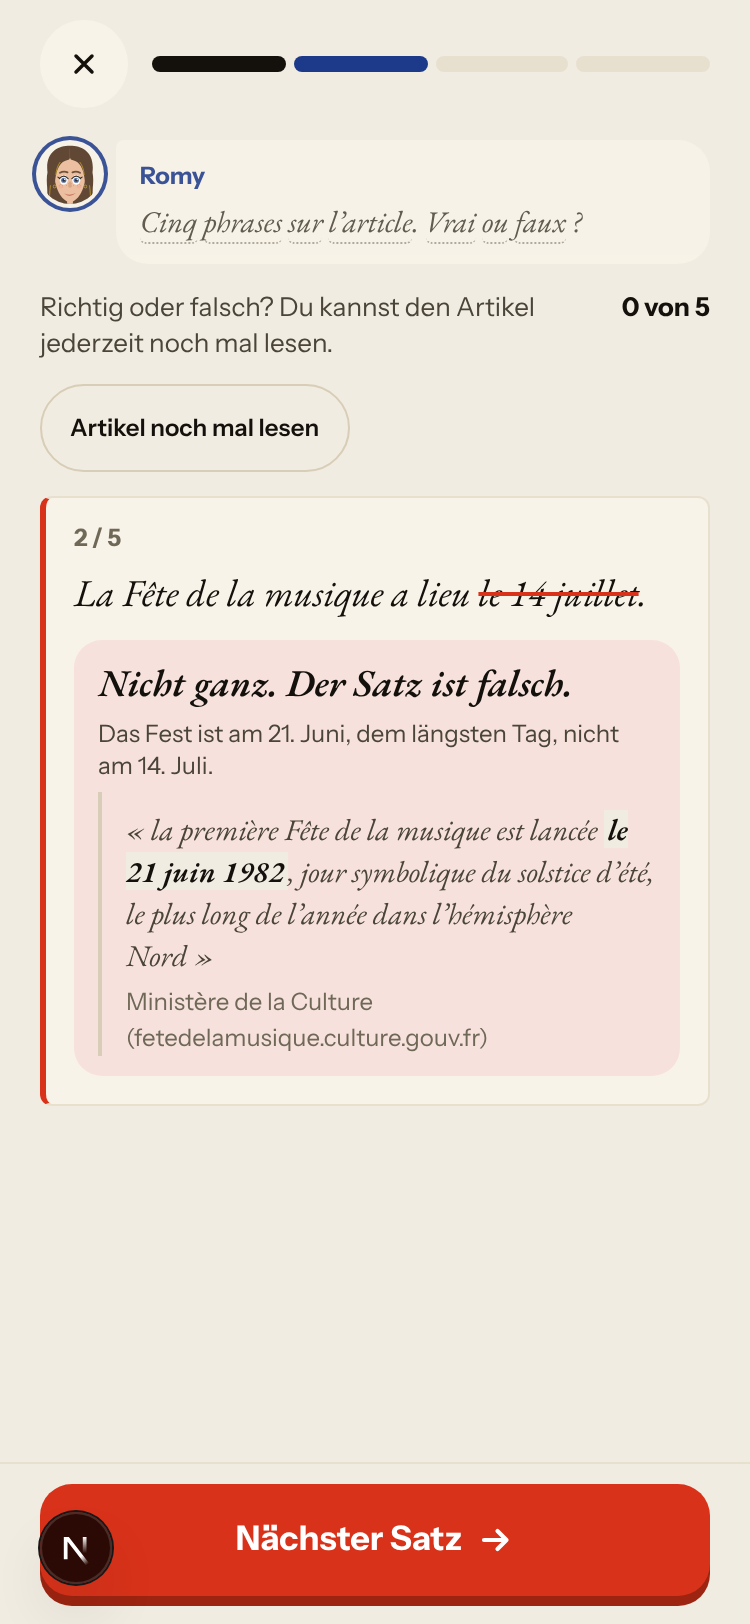 Romy
Cinq phrases sur l’article. Vrai ou faux ?
Richtig oder falsch? Du kannst den Artikel
jederzeit noch mal lesen.
0 von 5
Artikel noch mal lesen
2 / 5
La Fête de la musique a lieu le 14 juillet.
Nicht ganz. Der Satz ist falsch.
Das Fest ist am 21. Juni, dem längsten Tag, nicht
am 14. Juli.
« la première Fête de la musique est lancée le
21 juin 1982, jour symbolique du solstice d’été,
le plus long de l’année dans l’hémisphère
Nord »
Ministère de la Culture
(fetedelamusique.culture.gouv.fr)
Nächster Satz →
N